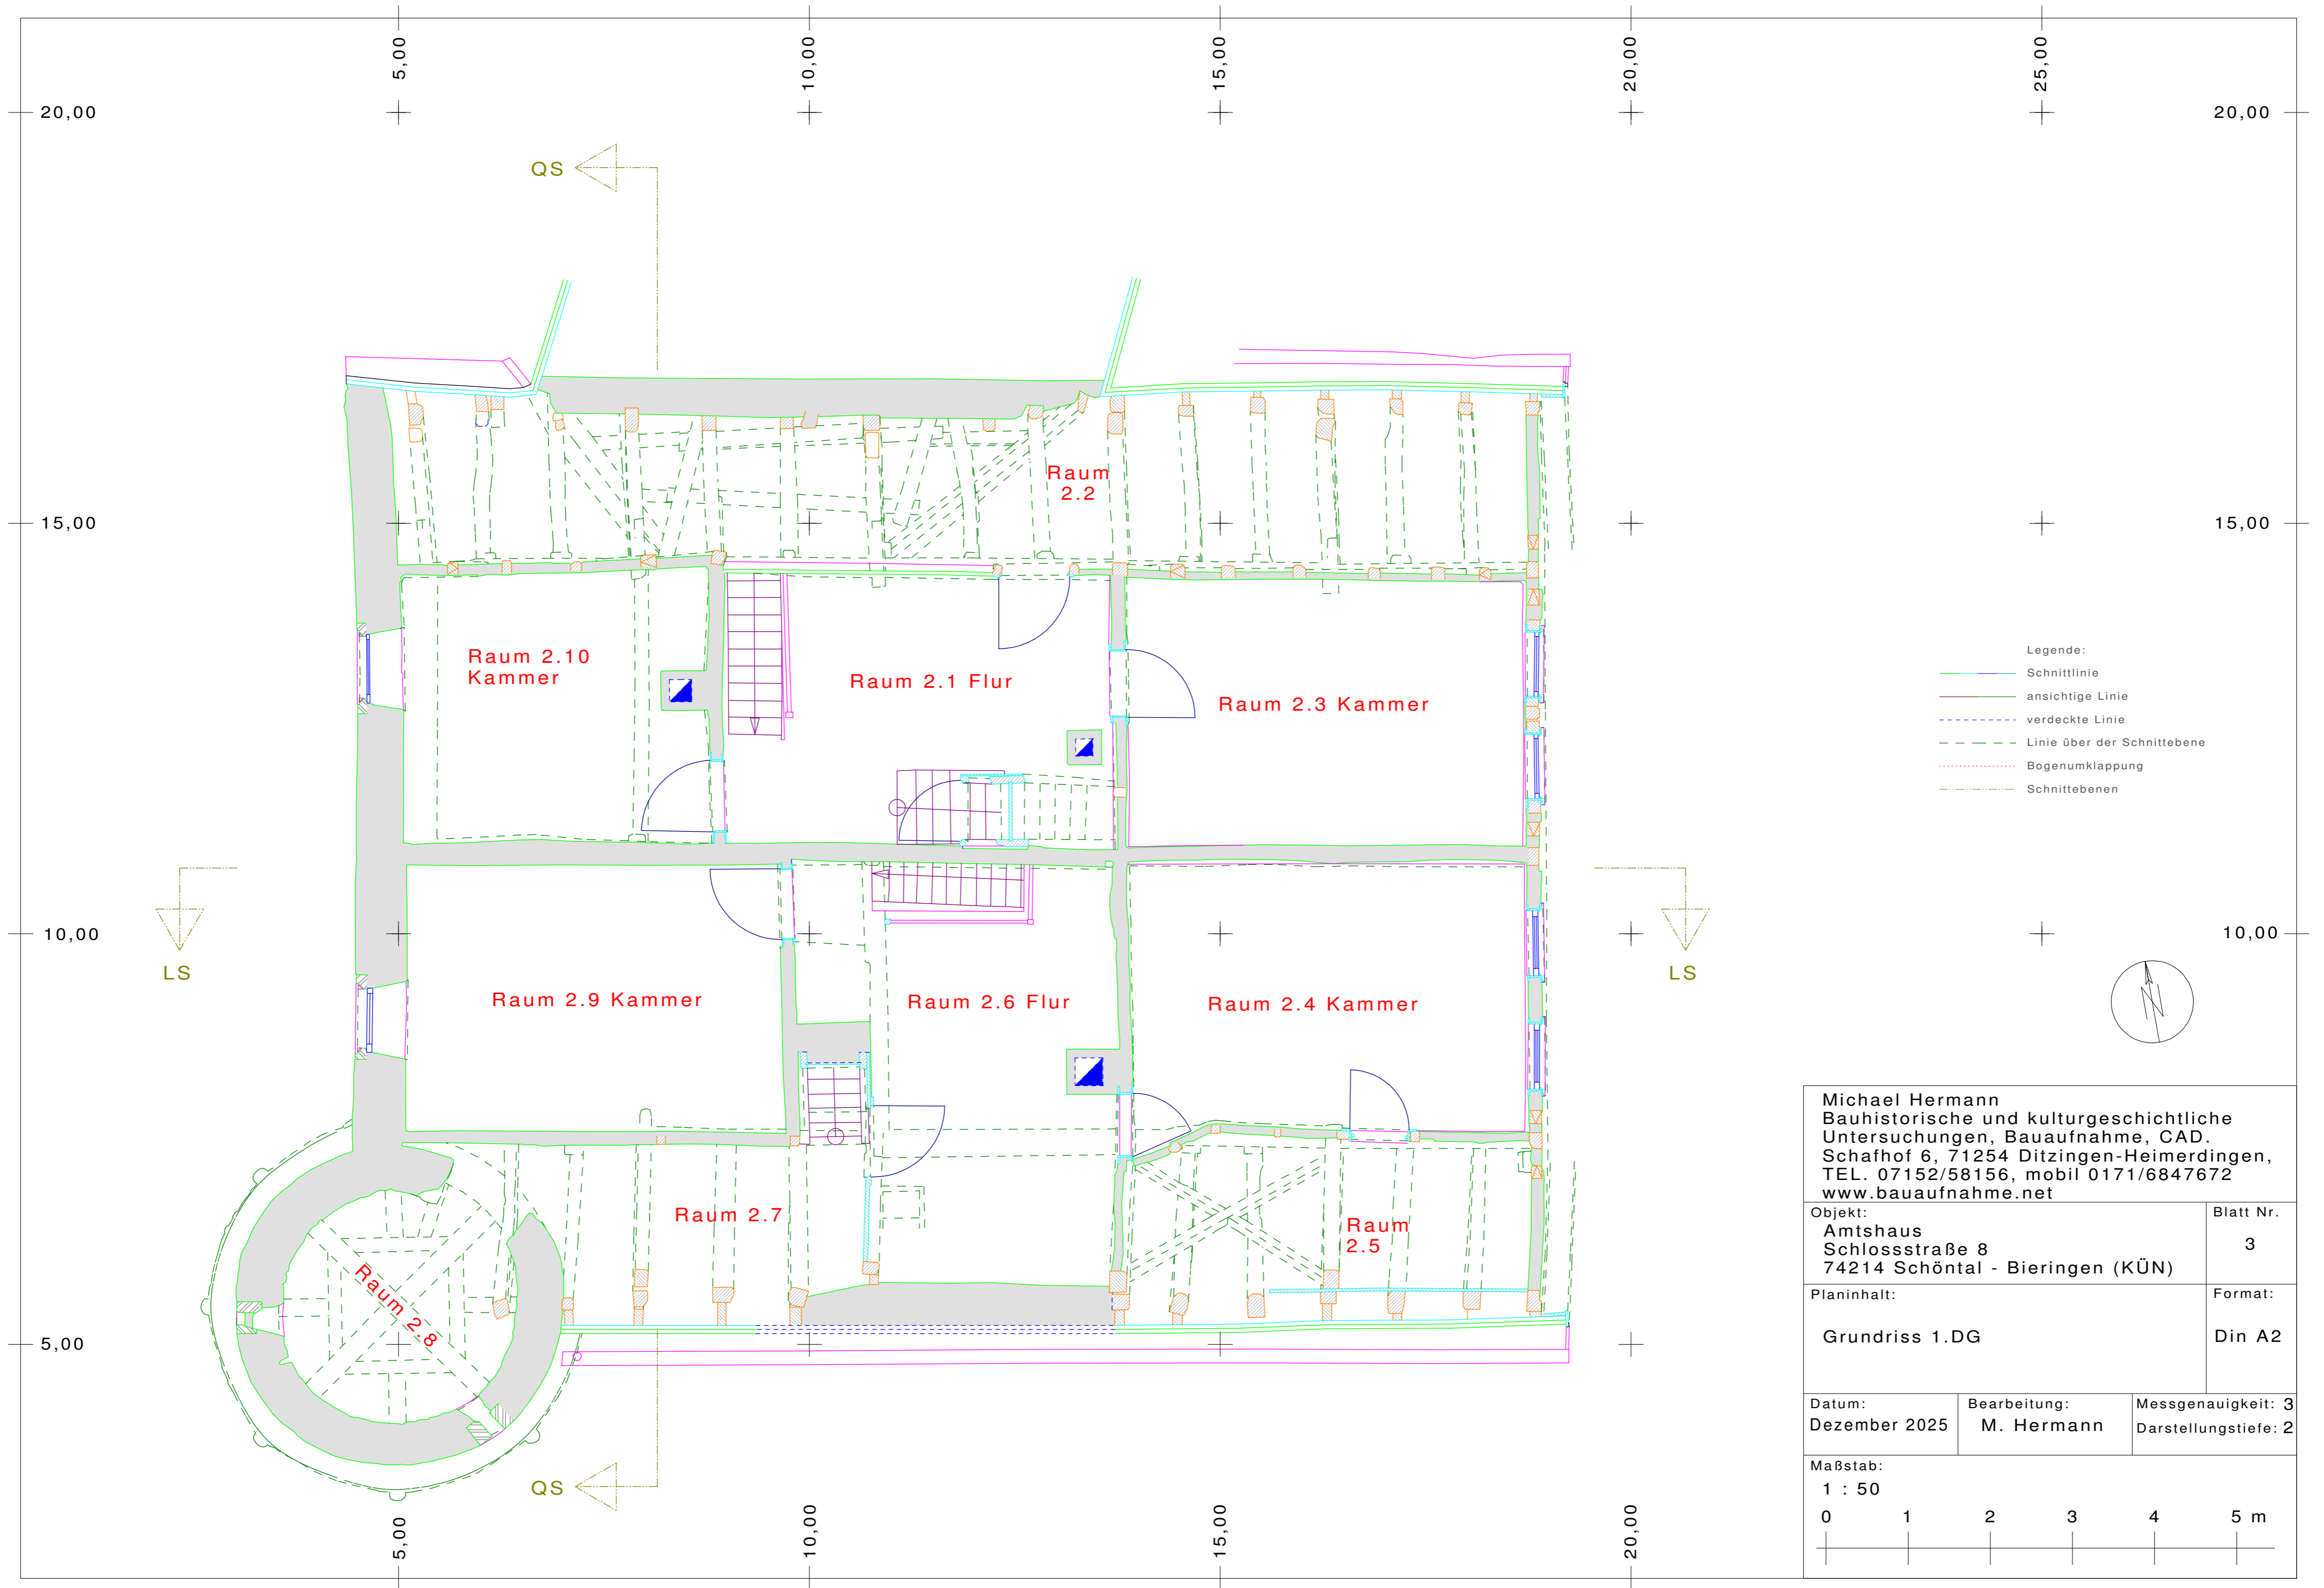 5,00
10,00
15,00
20,00
25,00
20,00
20,00
QS
15,00
15,00
Raum
2.2
Raum 2.10
Kammer
Raum 2.1 Flur
Raum 2.3 Kammer
Legende:
Schnittlinie
ansichtige Linie
verdeckte Linie
Linie über der Schnittebene
Bogenumklappung
Schnittebenen
10,00
10,00
LS
LS
Raum 2.9 Kammer
Raum 2.6 Flur
Raum 2.4 Kammer
N
Raum 2.7
Raum
2.5
Raum 2.8
5,00
QS
5,00
10,00
15,00
20,00
Michael Hermann
Bauhistorische und kulturgeschichtliche
Untersuchungen, Bauaufnahme, CAD.
Schafhof 6, 71254 Ditzingen-Heimerdingen,
TEL. 07152/58156, mobil 0171/6847672
www.bauaufnahme.net
Objekt:
Amtshaus
Schlossstraße 8
74214 Schöntal - Bieringen (KÜN)
Blatt Nr.
3
Planinhalt:
Grundriss 1.DG
Format:
Din A2
Datum:
Dezember 2025
Bearbeitung:
M. Hermann
Messgenauigkeit: 3
Darstellungstiefe: 2
Maßstab:
1 : 50
0 1 2 3 4 5 m